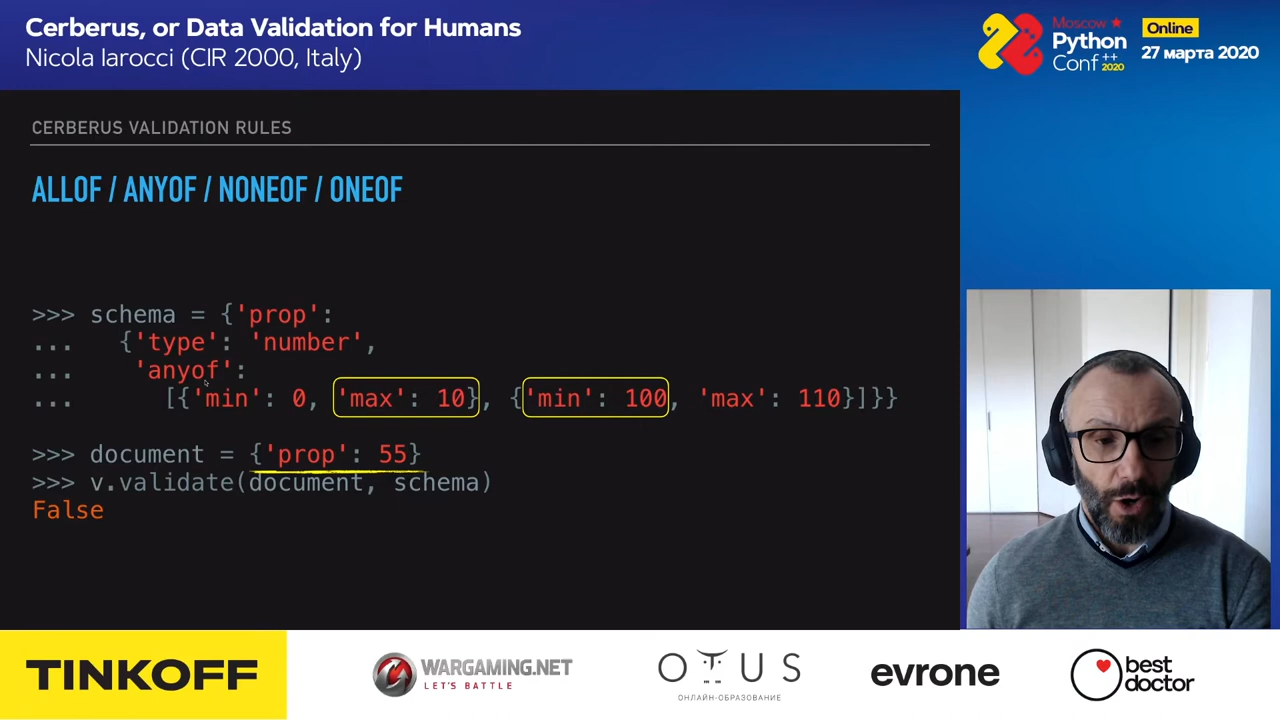 Cerberus, or Data Validation for Humans
Nicola Iarocci (CIR 2000, Italy)
Moscow
Python
Conf++
2020
Online
27 марта 2020
CERBERUS VALIDATION RULES
ALLOF / ANYOF / NONEOF / ONEOF
>>> schema = {'prop':
... {'type': 'number',
... 'anyof':
... [{'min': 0, 'max': 10}, {'min': 100, 'max': 110}]}}
>>> document = {'prop': 55}
>>> v.validate(document, schema)
False
TINKOFF
WARGAMING.NET
LET'S BATTLE
OTUS
ОНЛАЙН-ОБРАЗОВАНИЕ
evrone
best
doctor